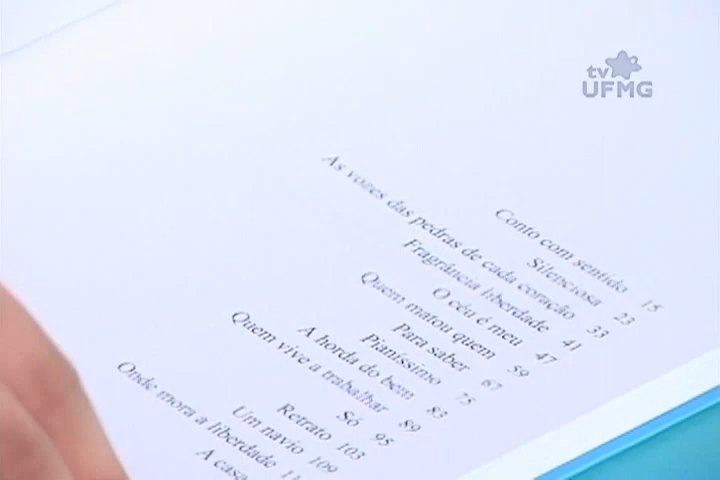 tv UFMG
Conto com sentido 15
Silenciosa 23
As vozes das pedras de cada coração 33
Fragrância liberdade 41
O céu é meu 47
Quem matou quem 59
Para saber 67
Pianíssimo 75
A horda do bem 83
Quem vive a trabalhar 89
Só 95
Retrato 103
Um navio 109
Onde mora a liberdade
A casa